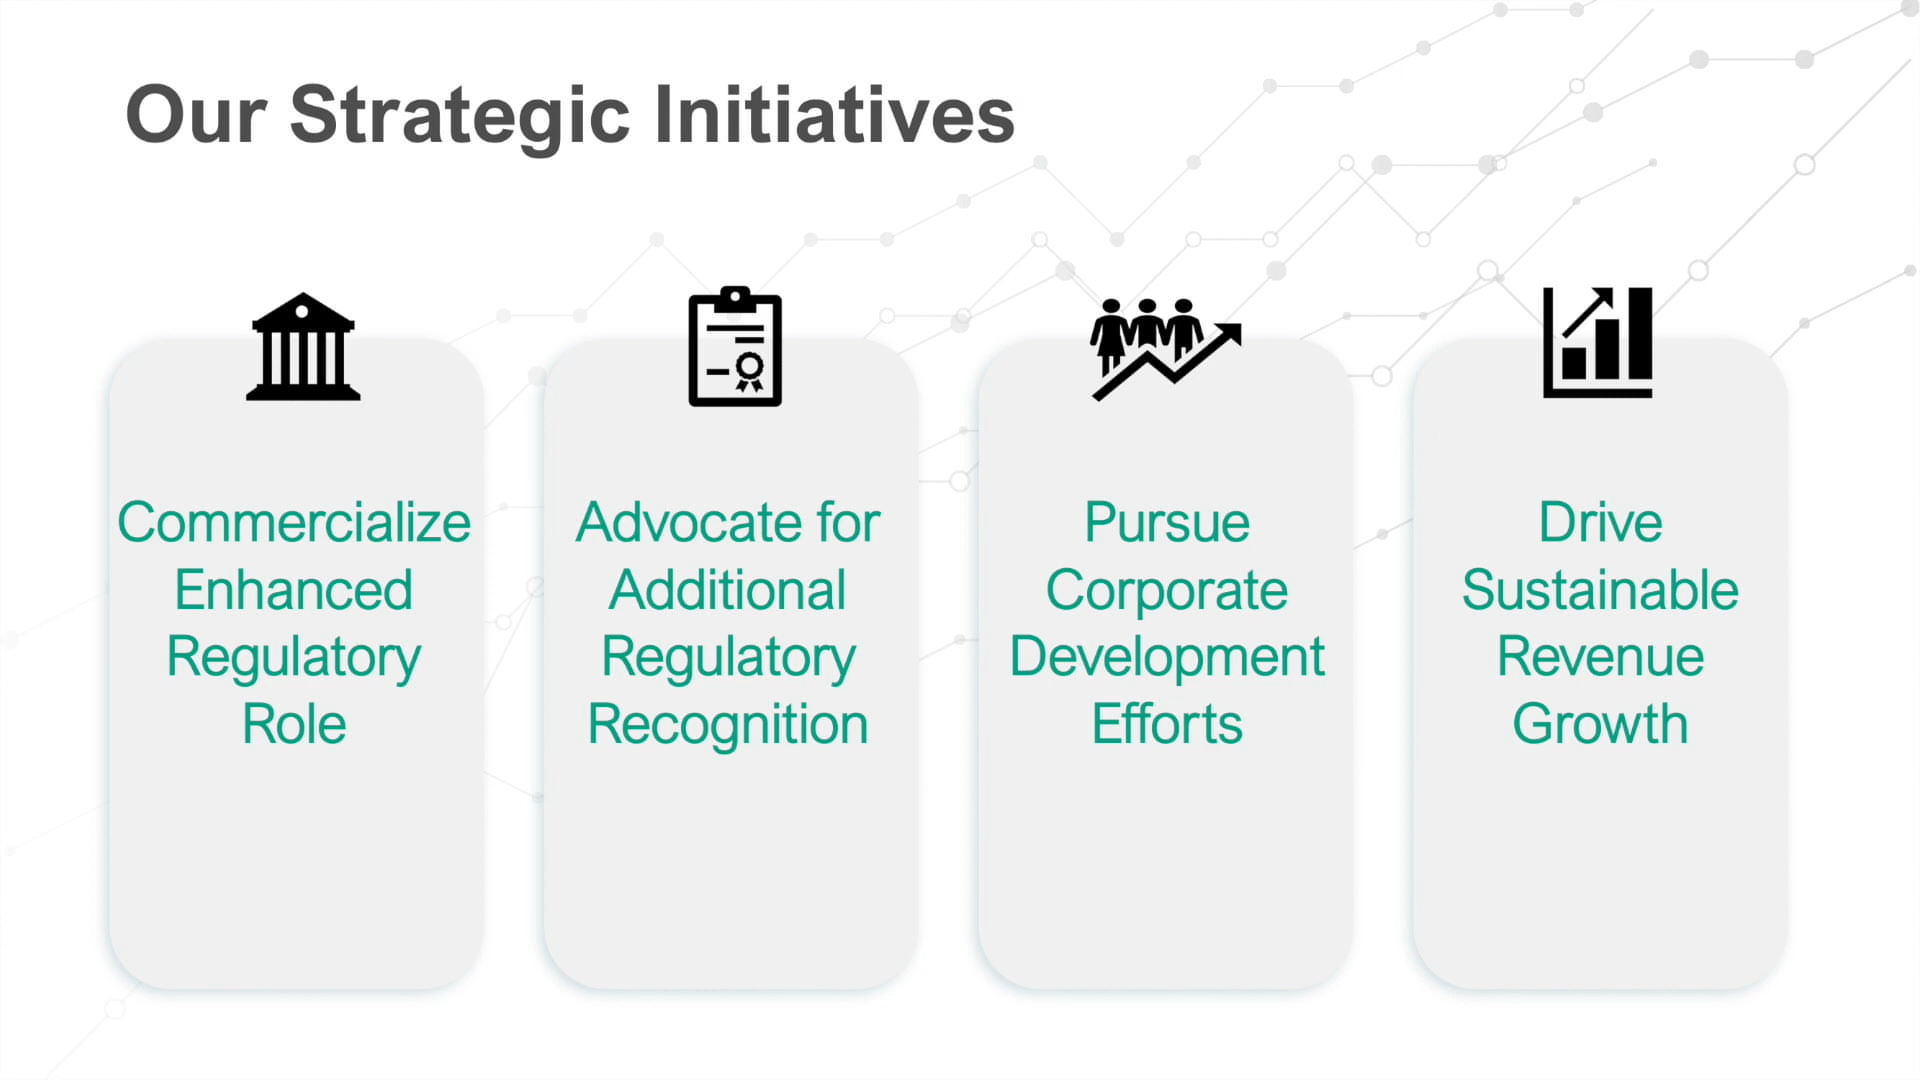 Our Strategic Initiatives
Commercialize
Enhanced
Regulatory
Role
Advocate for
Additional
Regulatory
Recognition
Pursue
Corporate
Development
Efforts
Drive
Sustainable
Revenue
Growth